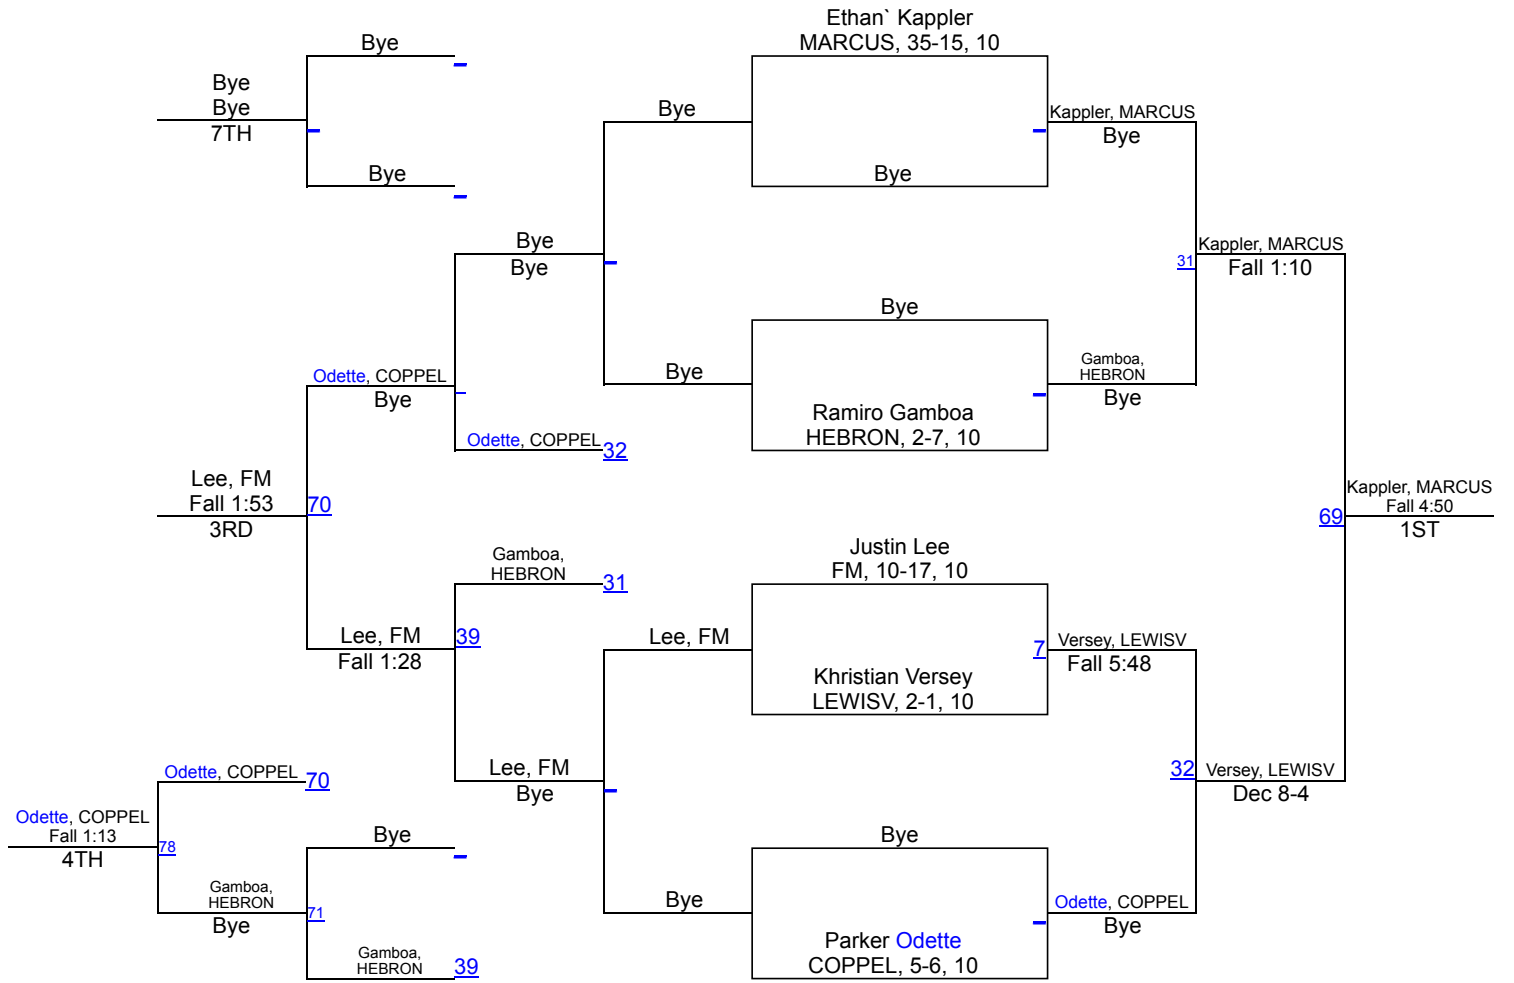 Ethan` Kappler
MARCUS, 35-15, 10
Bye
Bye
Bye
7TH
Bye
Kappler, MARCUS
Bye
Bye
Bye
Bye
Bye
Kappler, MARCUS
31
Fall 1:10
Bye
Odette, COPPEL
Bye
Bye
Gamboa,
HEBRON
Bye
Ramiro Gamboa
HEBRON, 2-7, 10
Odette, COPPEL
32
Lee, FM
Fall 1:53
70
3RD
Kappler, MARCUS
Fall 4:50
69
1ST
Gamboa,
HEBRON
31
Justin Lee
FM, 10-17, 10
Lee, FM
39
Fall 1:28
Lee, FM
7
Versey, LEWISV
Fall 5:48
Khristian Versey
LEWISV, 2-1, 10
Odette, COPPEL
70
Lee, FM
Bye
32
Versey, LEWISV
Dec 8-4
Odette, COPPEL
Fall 1:13
78
4TH
Bye
Bye
Gamboa,
HEBRON
71
Bye
Bye
Odette, COPPEL
Bye
Parker Odette
COPPEL, 5-6, 10
Gamboa,
HEBRON
39